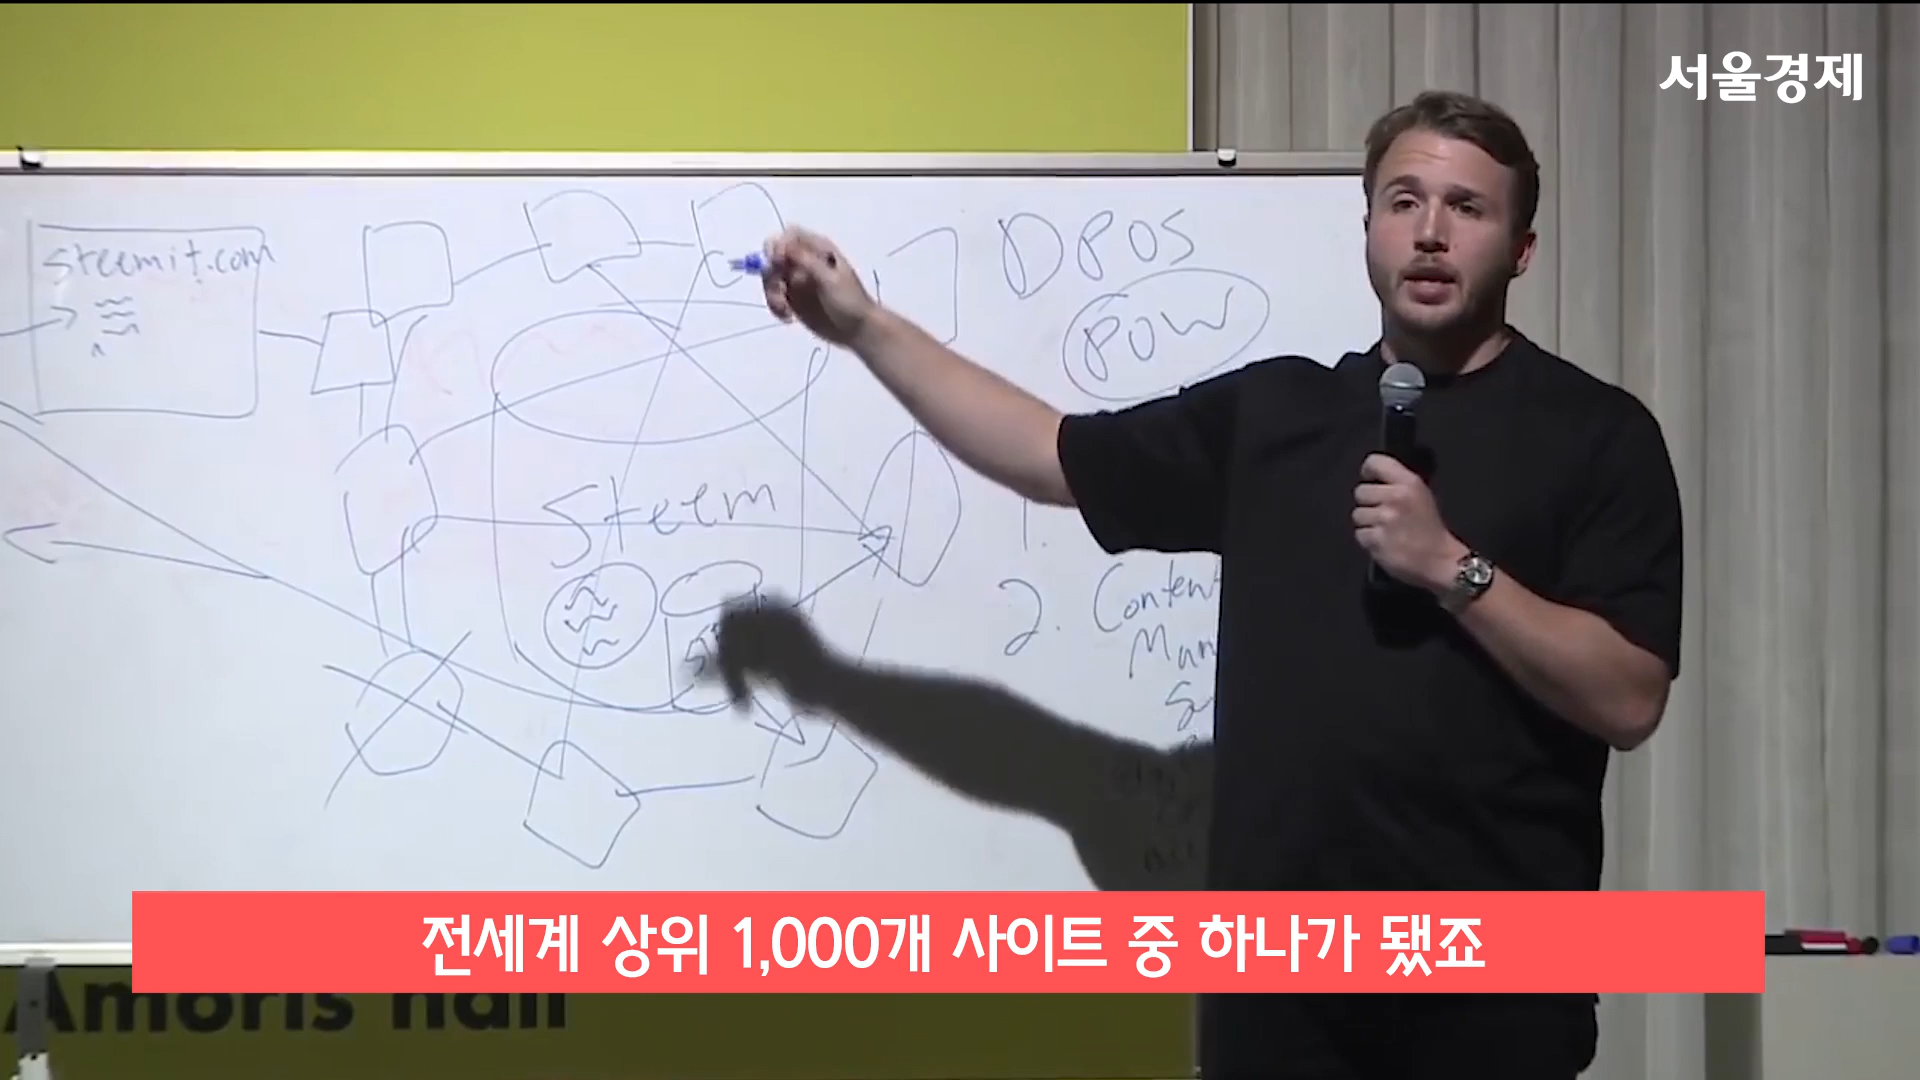 서울경제
steemit.com
DPOS
POW
Steem
1.
2. Content
전세계 상위 1,000개 사이트 중 하나가 됐죠
Amoris hall